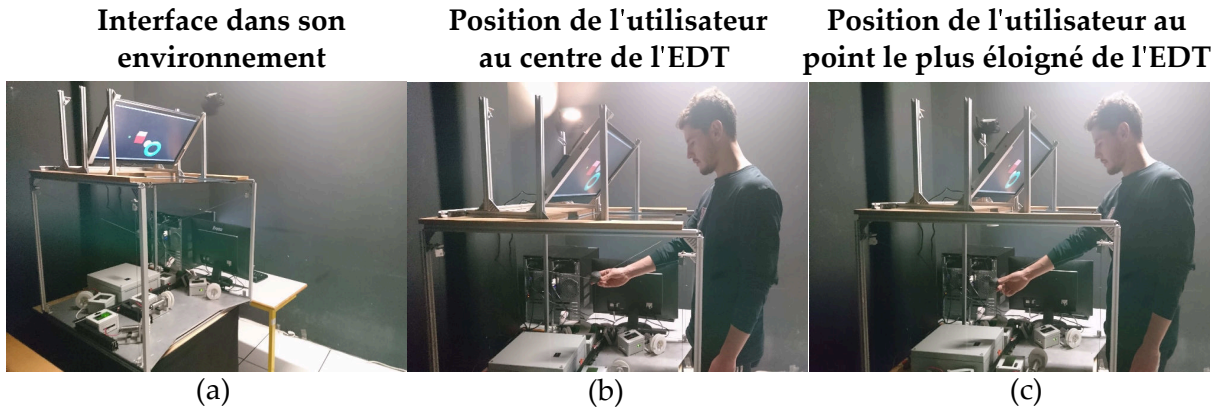 Interface dans son
environnement
Position de l'utilisateur
au centre de l'EDT
Position de l'utilisateur au
point le plus éloigné de l'EDT
(a)
(b)
(c)